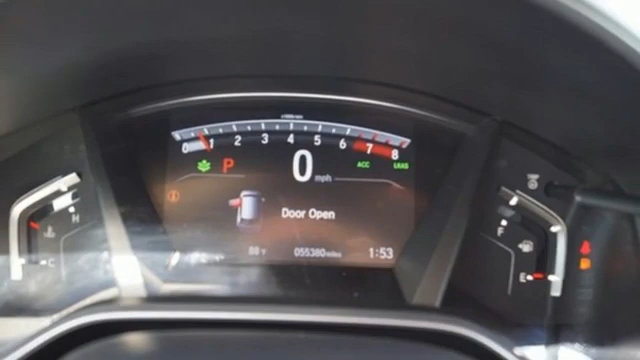 0 1 2 3 4 5 6 7 8
P 0 mph ACC LKAS
Door Open
H
F
C
E
055380 miles 1:53